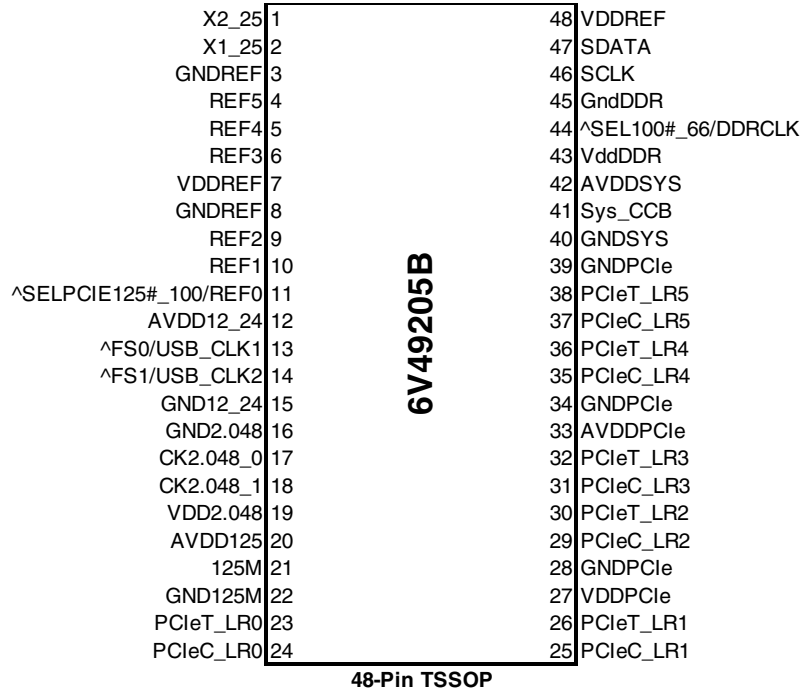 X2_25 1 48 VDDREF
X1_25 2 47 SDATA
GNDREF 3 46 SCLK
REF5 4 45 GndDDR
REF4 5 44 ^SEL100#_66/DDRCLK
REF3 6 43 VddDDR
VDDREF 7 42 AVDDSYS
GNDREF 8 41 Sys_CCB
REF2 9 40 GNDSYS
REF1 10 39 GNDPCIe
^SELPCIE125#_100/REF0 11 38 PCIeT_LR5
AVDD12_24 12 37 PCIeC_LR5
^FS0/USB_CLK1 13 36 PCIeT_LR4
^FS1/USB_CLK2 14 35 PCIeC_LR4
GND12_24 15 34 GNDPCIe
GND2.048 16 33 AVDDPCIe
CK2.048_0 17 32 PCIeT_LR3
CK2.048_1 18 31 PCIeC_LR3
VDD2.048 19 30 PCIeT_LR2
AVDD125 20 29 PCIeC_LR2
125M 21 28 GNDPCIe
GND125M 22 27 VDDPCIe
PCIeT_LR0 23 26 PCIeT_LR1
PCIeC_LR0 24 25 PCIeC_LR1
6V49205B
48-Pin TSSOP